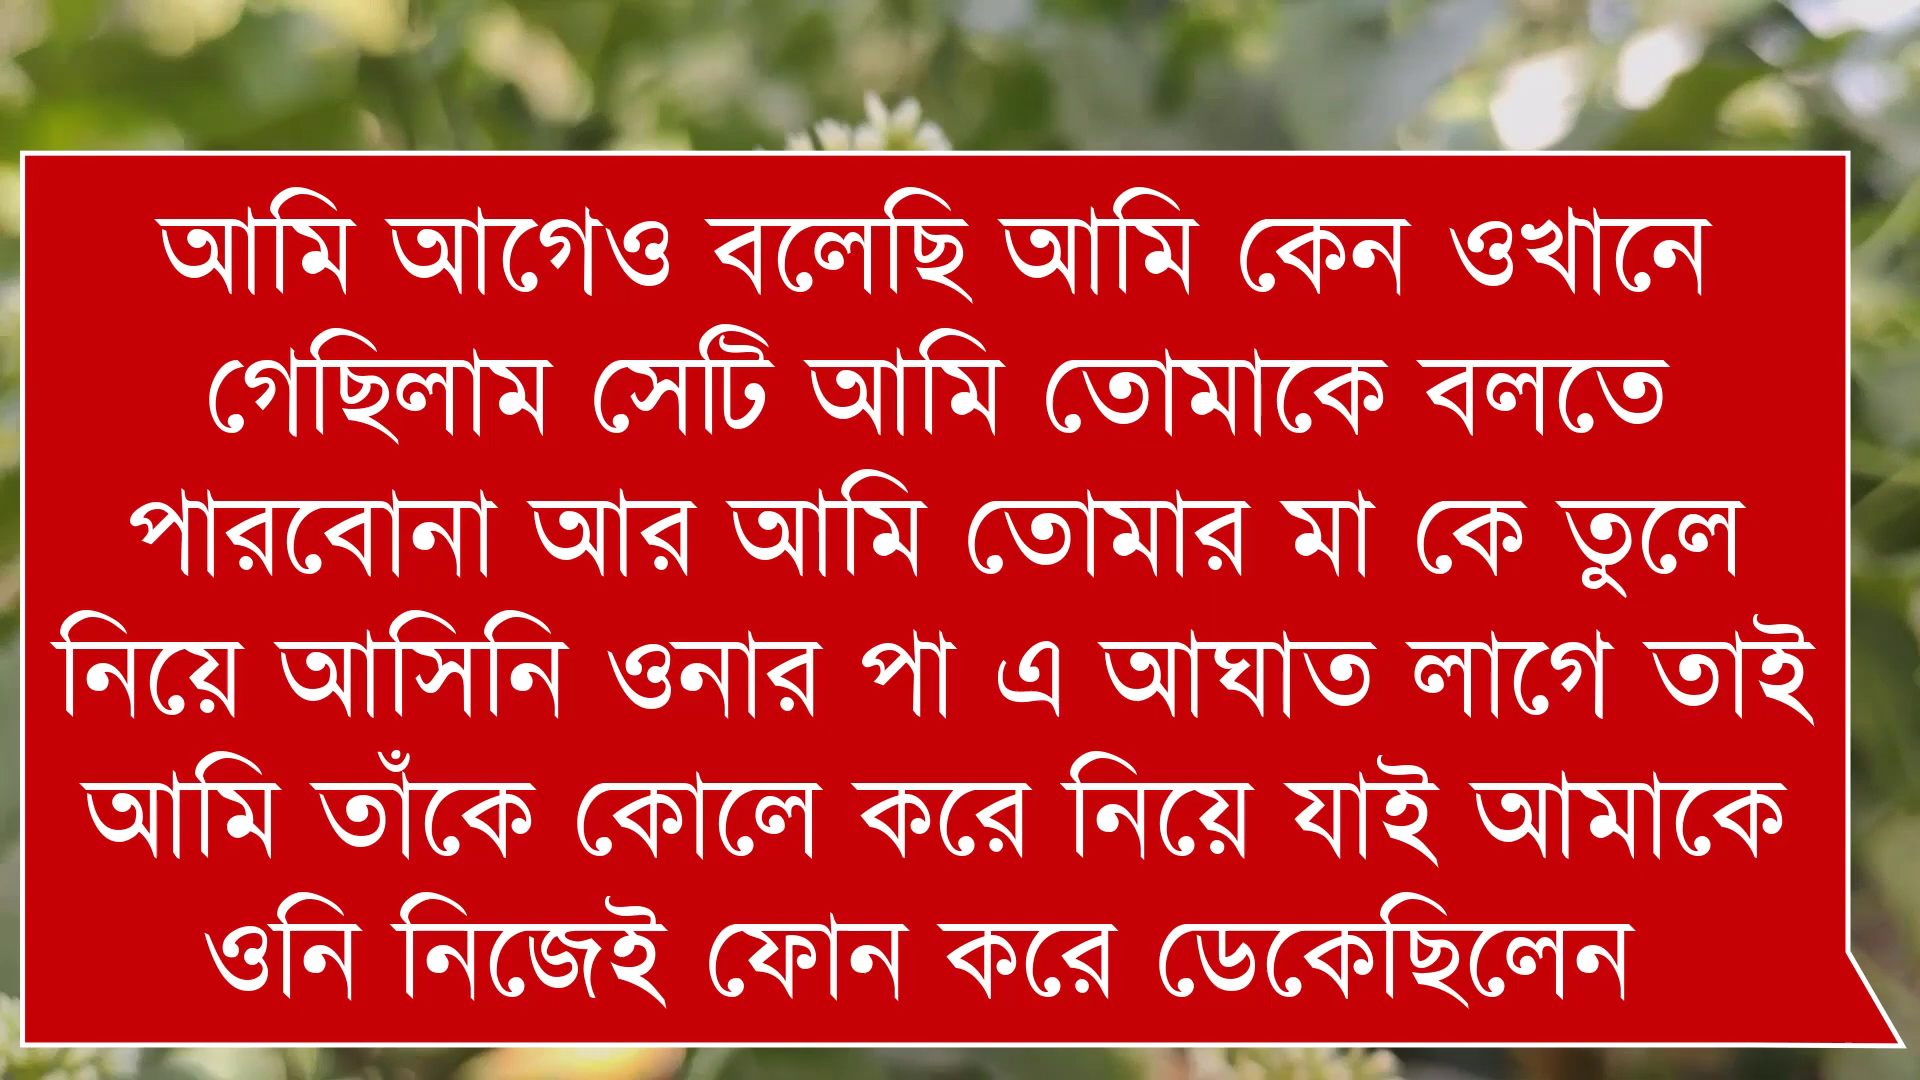 আমি আগেও বলেছি আমি কেন ওখানে
গেছিলাম সেটি আমি তোমাকে বলতে
পারবোনা আর আমি তোমার মা কে তুলে
নিয়ে আসিনি ওনার পা এ আঘাত লাগে তাই
আমি তাঁকে কোলে করে নিয়ে যাই আমাকে
ওনি নিজেই ফোন করে ডেকেছিলেন